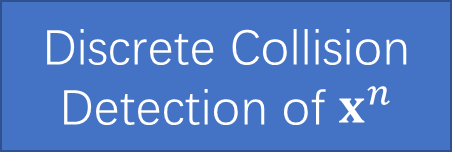 Discrete Collision
Detection of 𝐱ⁿ